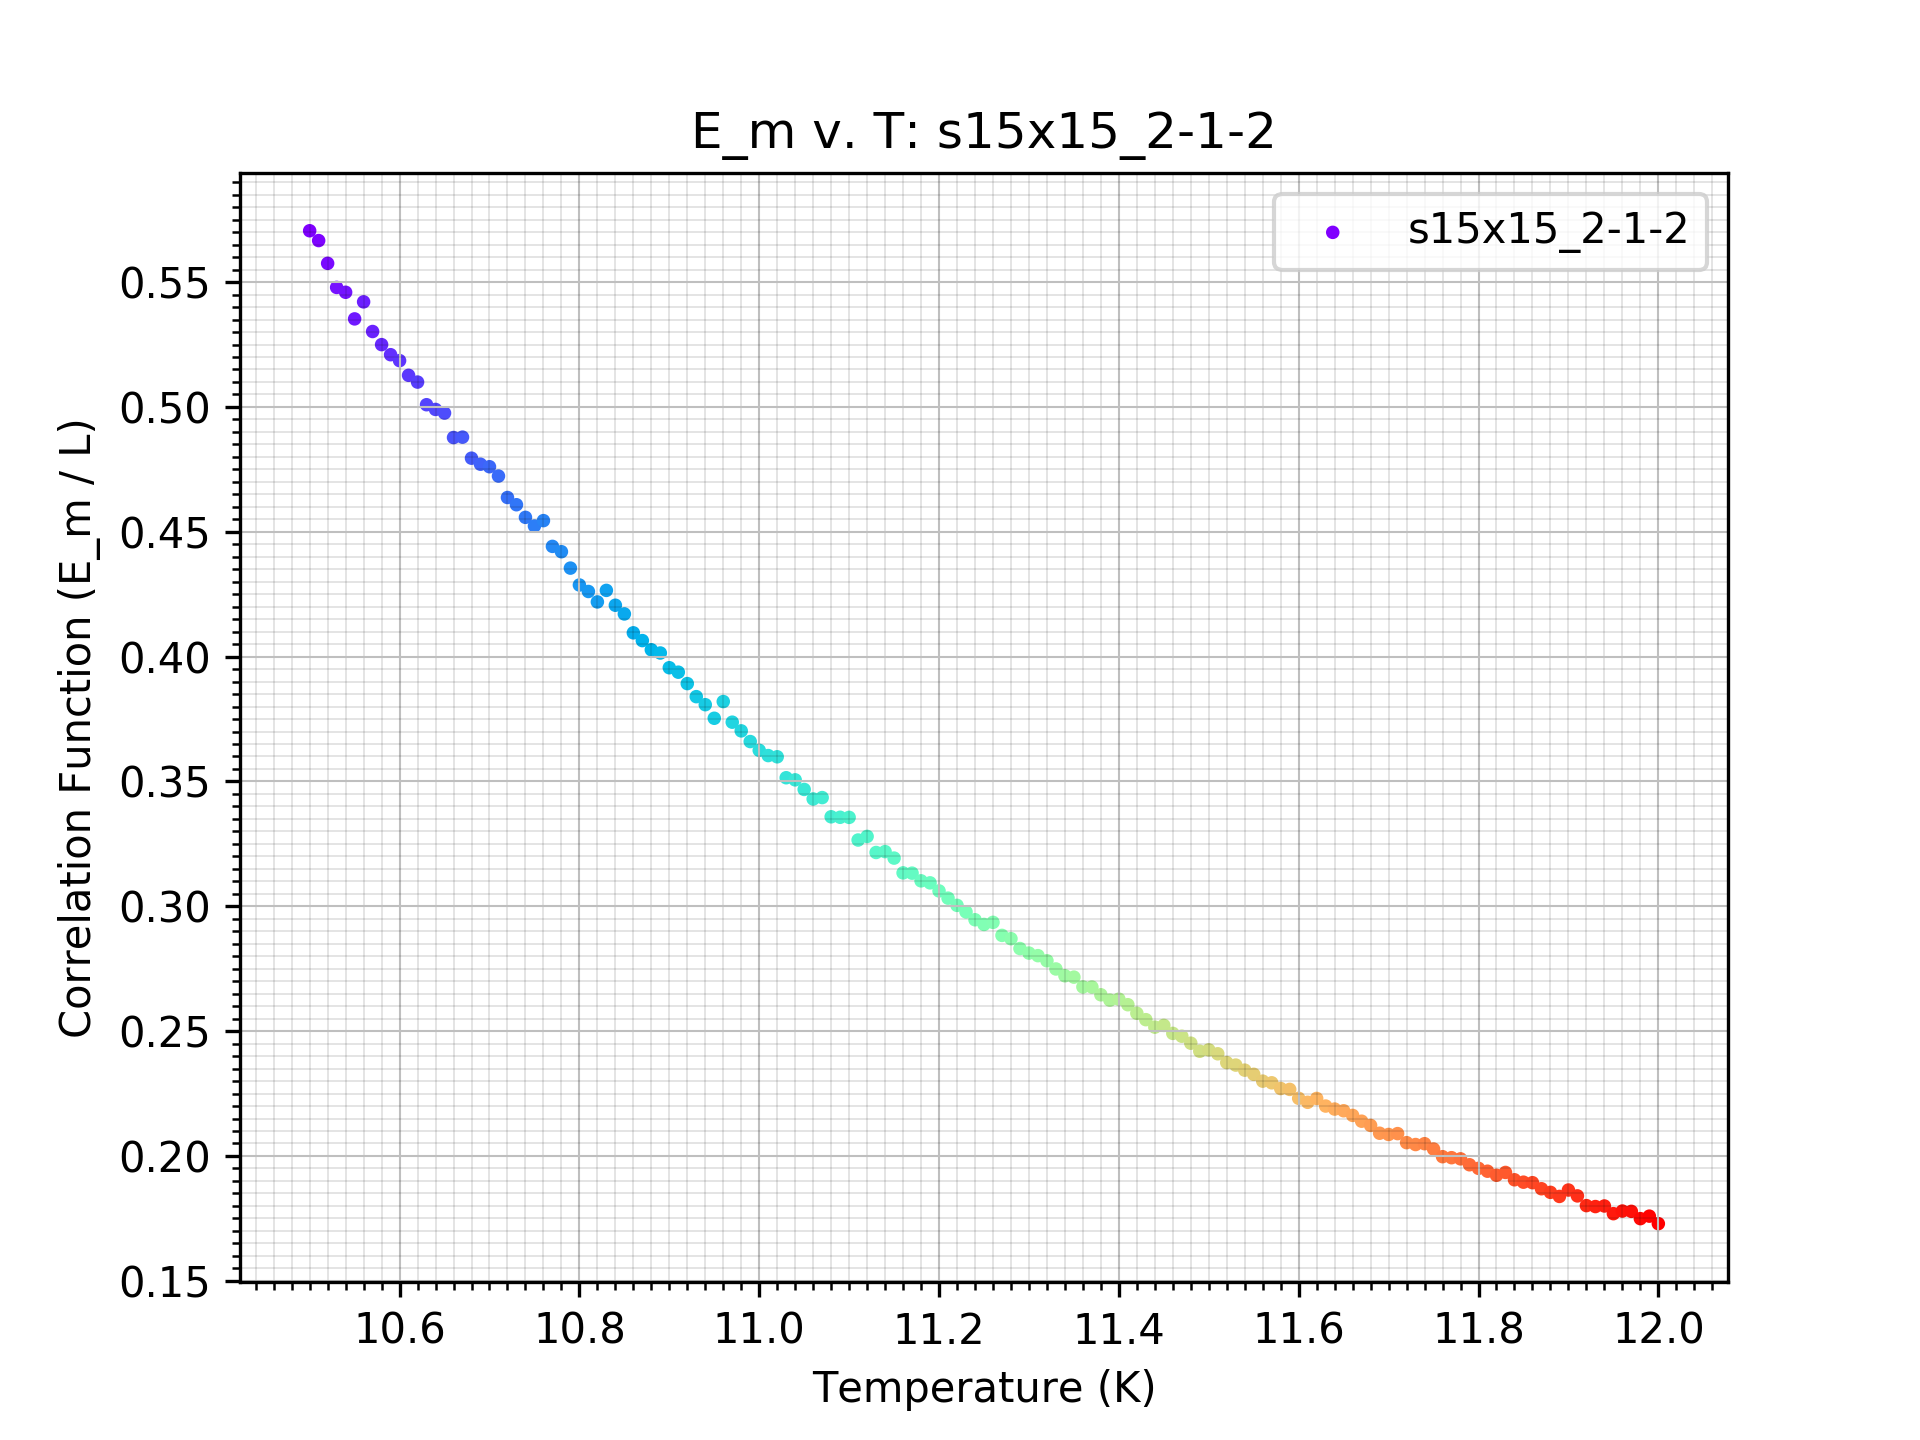 E_m v. T: s15x15_2-1-2
s15x15_2-1-2
Correlation Function (E_m / L)
0.55
0.50
0.45
0.40
0.35
0.30
0.25
0.20
0.15
10.6 10.8 11.0 11.2 11.4 11.6 11.8 12.0
Temperature (K)